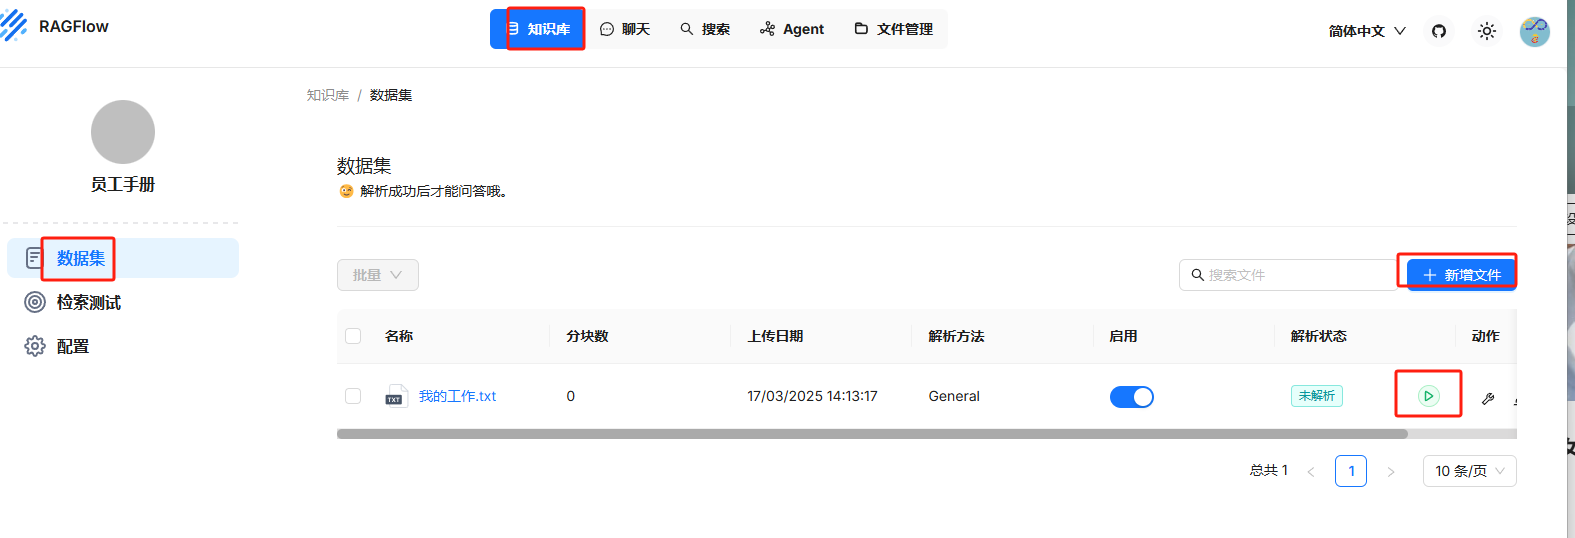 RAGFlow
知识库
聊天
搜索
Agent
文件管理
简体中文
知识库 / 数据集
员工手册
数据集
解析成功后才能问答哦。
数据集
检索测试
配置
批量
搜索文件
新增文件
名称 分块数 上传日期 解析方法 启用 解析状态 动作
TXT 我的工作.txt 0 17/03/2025 14:13:17 General 未解析
总共 1 < 1 > 10 条/页